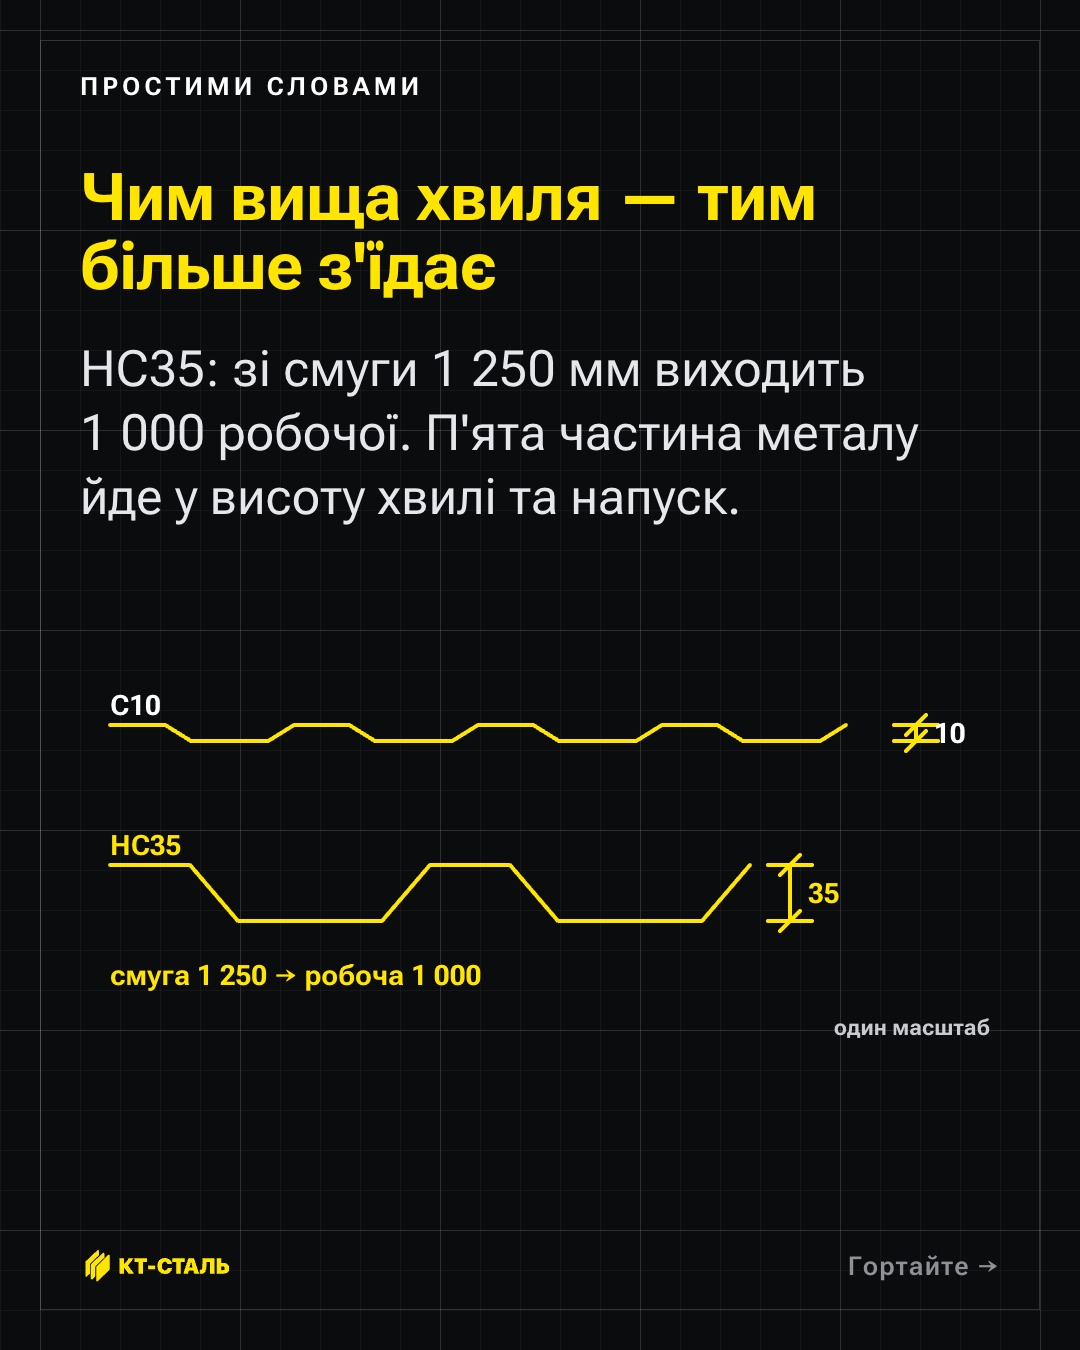 ПРОСТИМИ СЛОВАМИ
Чим вища хвиля — тим
більше з'їдає
НС35: зі смуги 1 250 мм виходить
1 000 робочої. П'ята частина металу
йде у висоту хвилі та напуск.
С10
10
НС35
35
смуга 1 250 → робоча 1 000
один масштаб
КТ-СТАЛЬ
Гортайте →